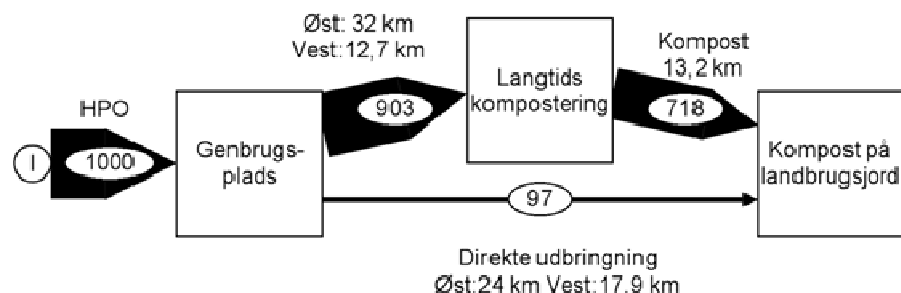 Øst: 32 km
Vest:12,7 km
Kompost
13,2 km
HPO
Langtids
kompostering
903
718
I
1000
Genbrugs-
plads
Kompost på
landbrugsjord
97
Direkte udbringning
Øst:24 km Vest:17,9 km